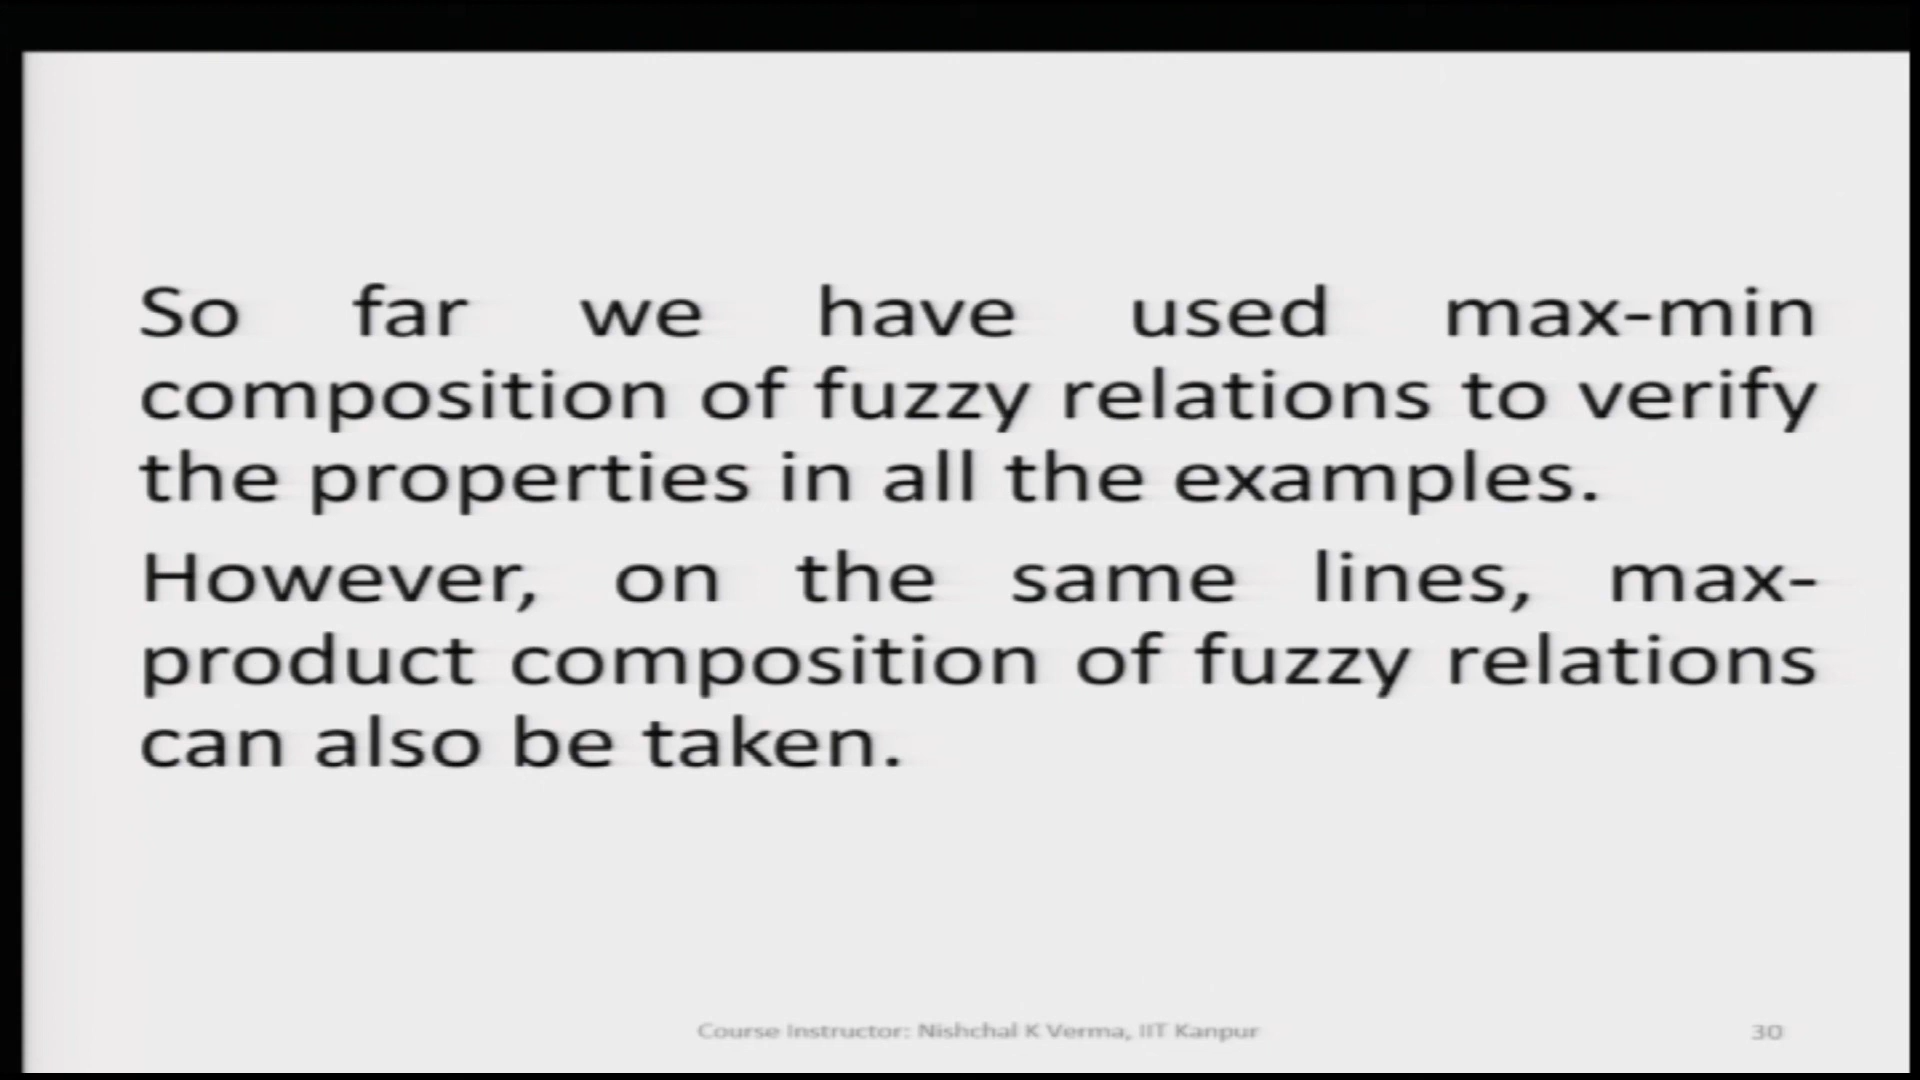 So far we have used max-min
composition of fuzzy relations to verify
the properties in all the examples.
However, on the same lines, max-
product composition of fuzzy relations
can also be taken.
Course Instructor: Nishchal K Verma, IIT Kanpur
30